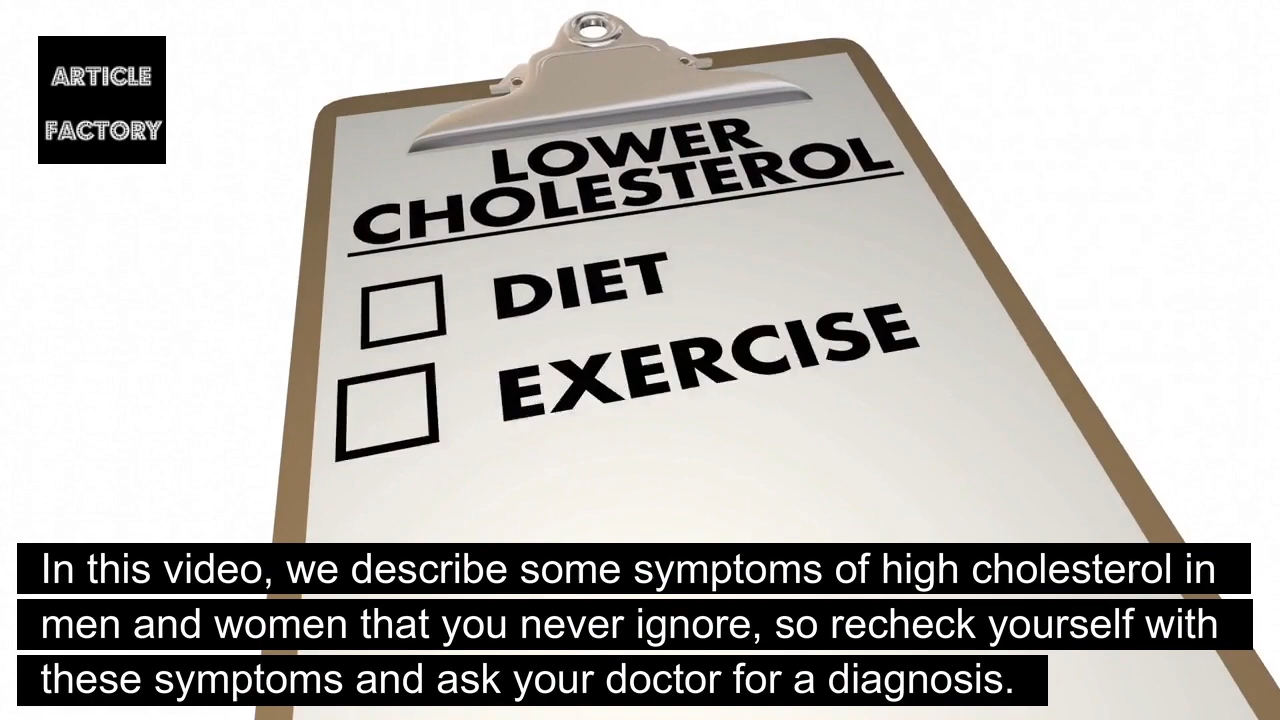 ARTICLE
FACTORY
LOWER
CHOLESTEROL
DIET
EXERCISE
In this video, we describe some symptoms of high cholesterol in
men and women that you never ignore, so recheck yourself with
these symptoms and ask your doctor for a diagnosis.